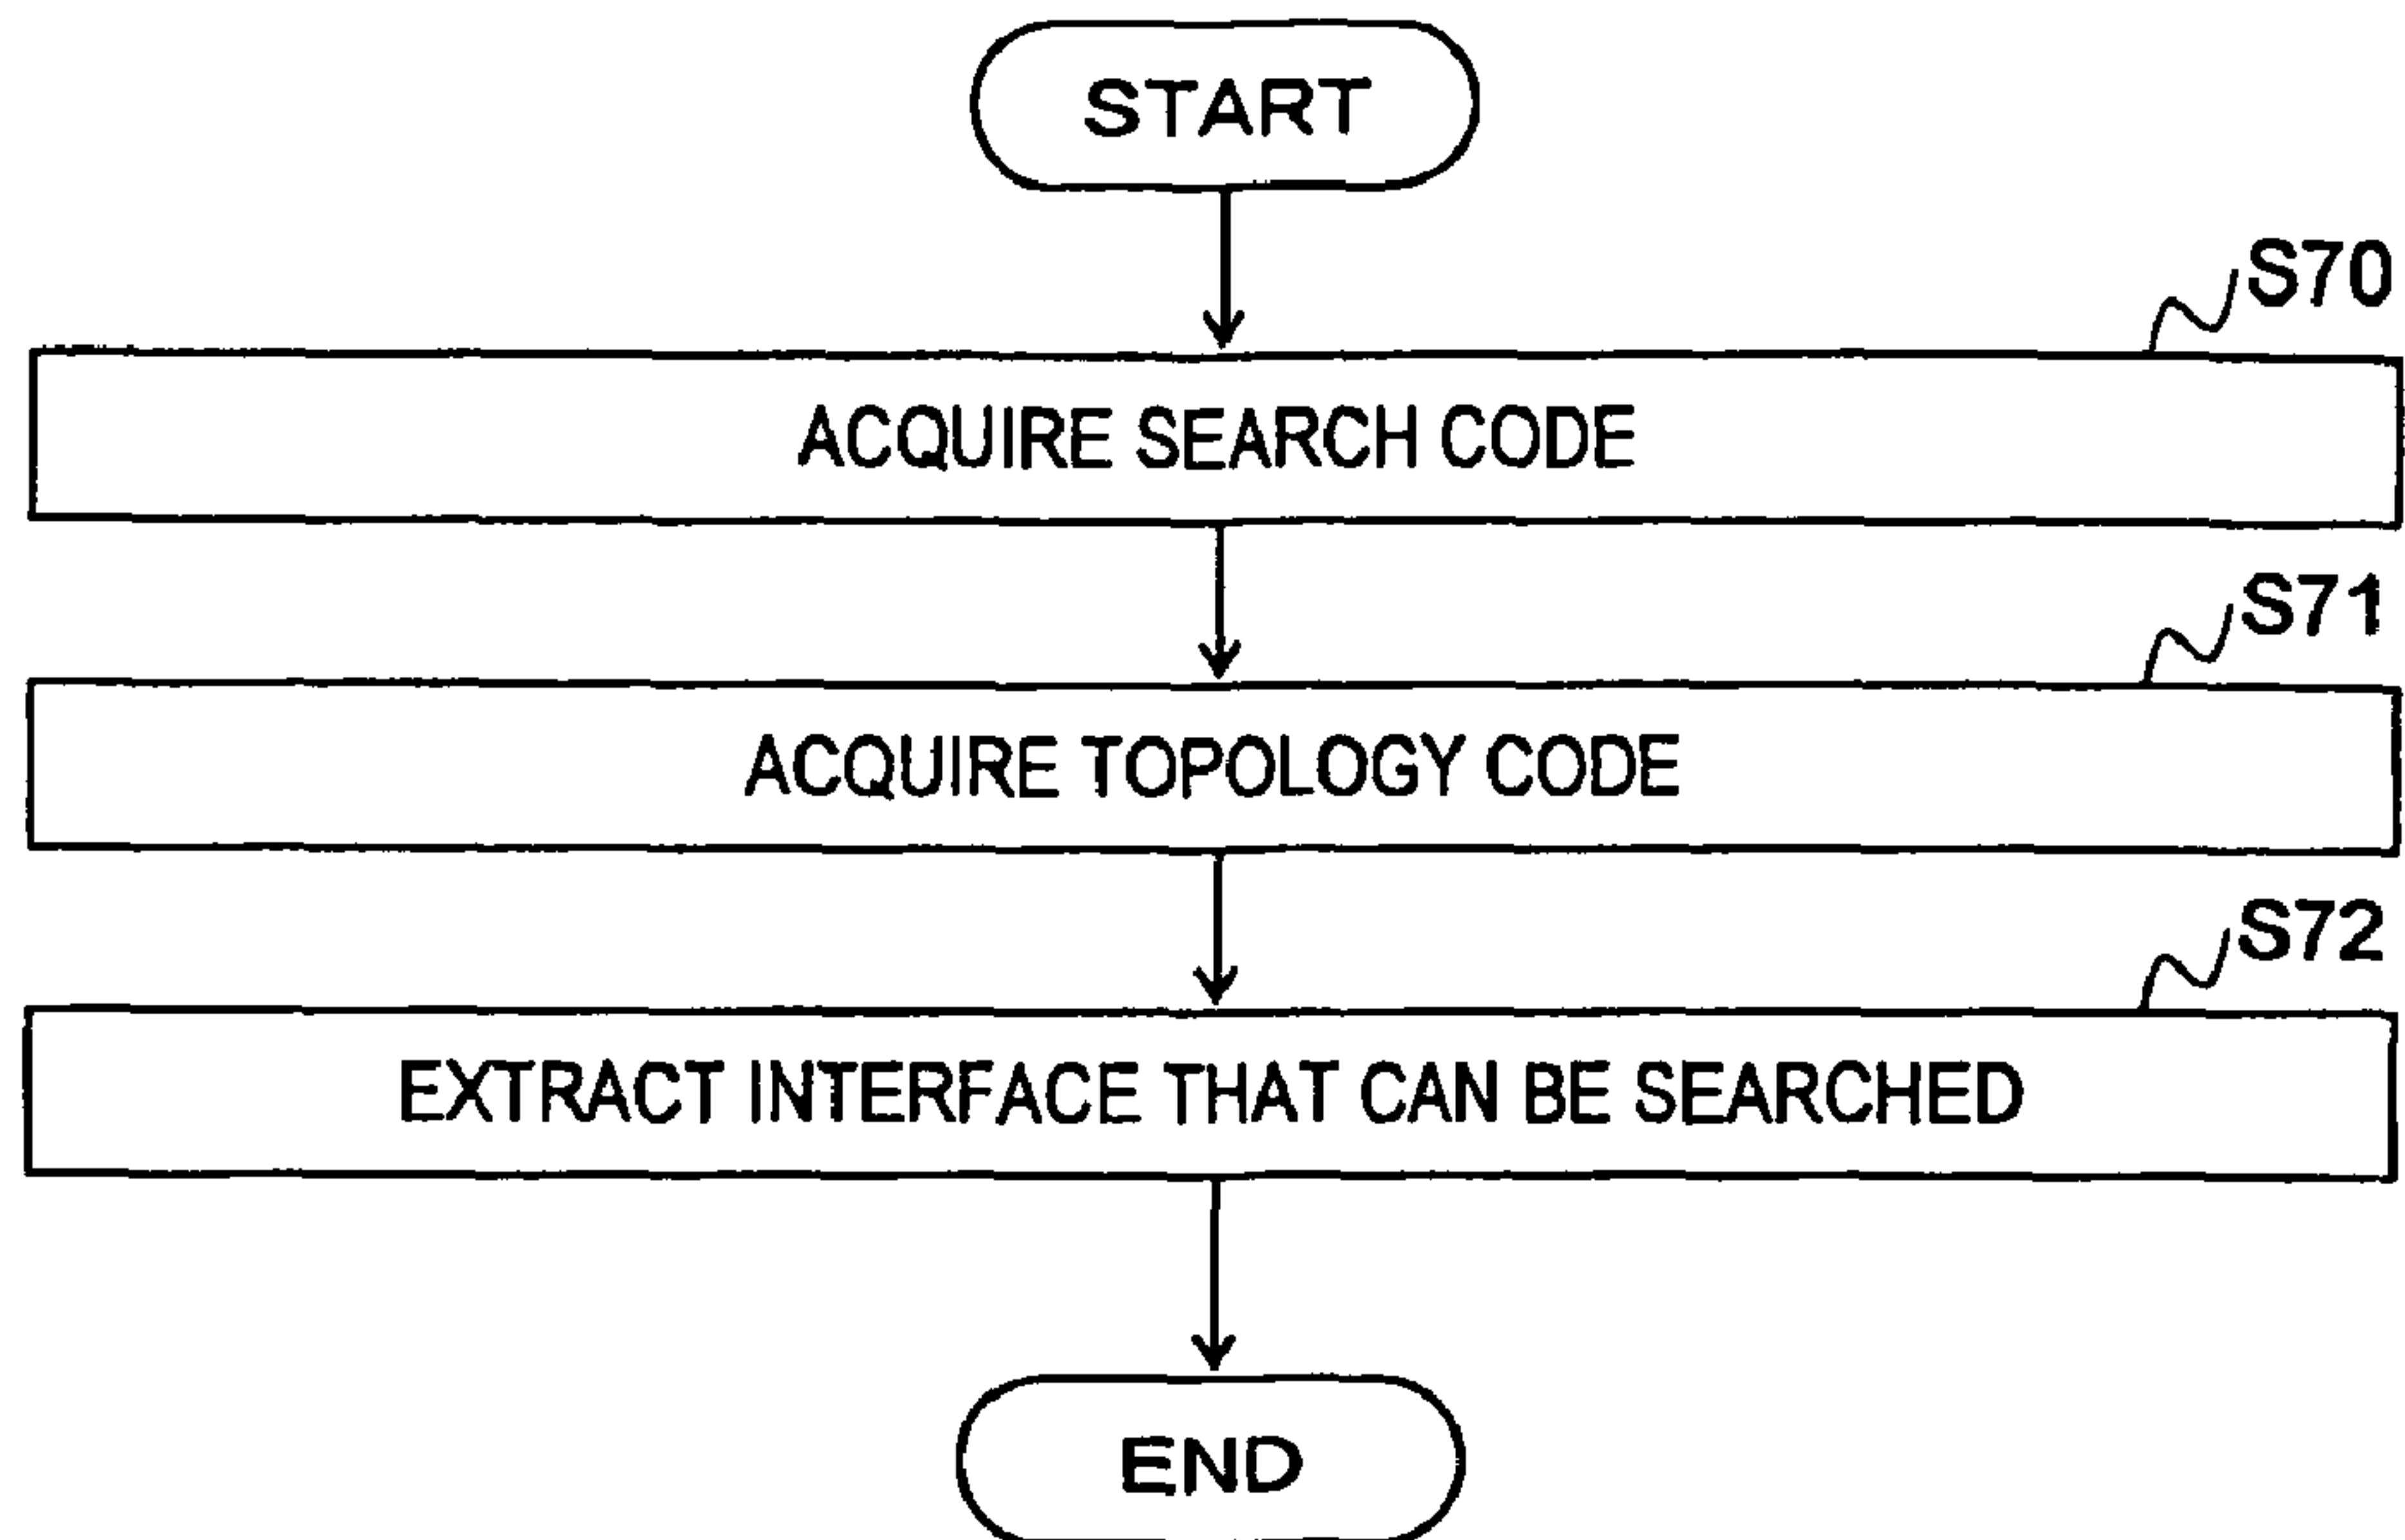 START
S70
ACQUIRE SEARCH CODE
S71
ACQUIRE TOPOLOGY CODE
S72
EXTRACT INTERFACE THAT CAN BE SEARCHED
END